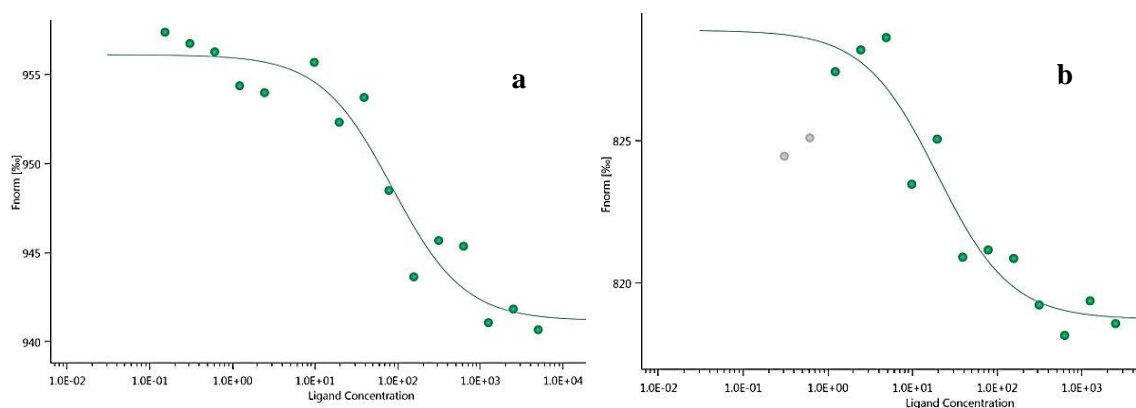 a
955
950
945
940
Fnorm [‰]
1.0E-02 1.0E-01 1.0E+00 1.0E+01 1.0E+02 1.0E+03 1.0E+04
Ligand Concentration
b
825
820
Fnorm [‰]
1.0E-02 1.0E-01 1.0E+00 1.0E+01 1.0E+02 1.0E+03
Ligand Concentration